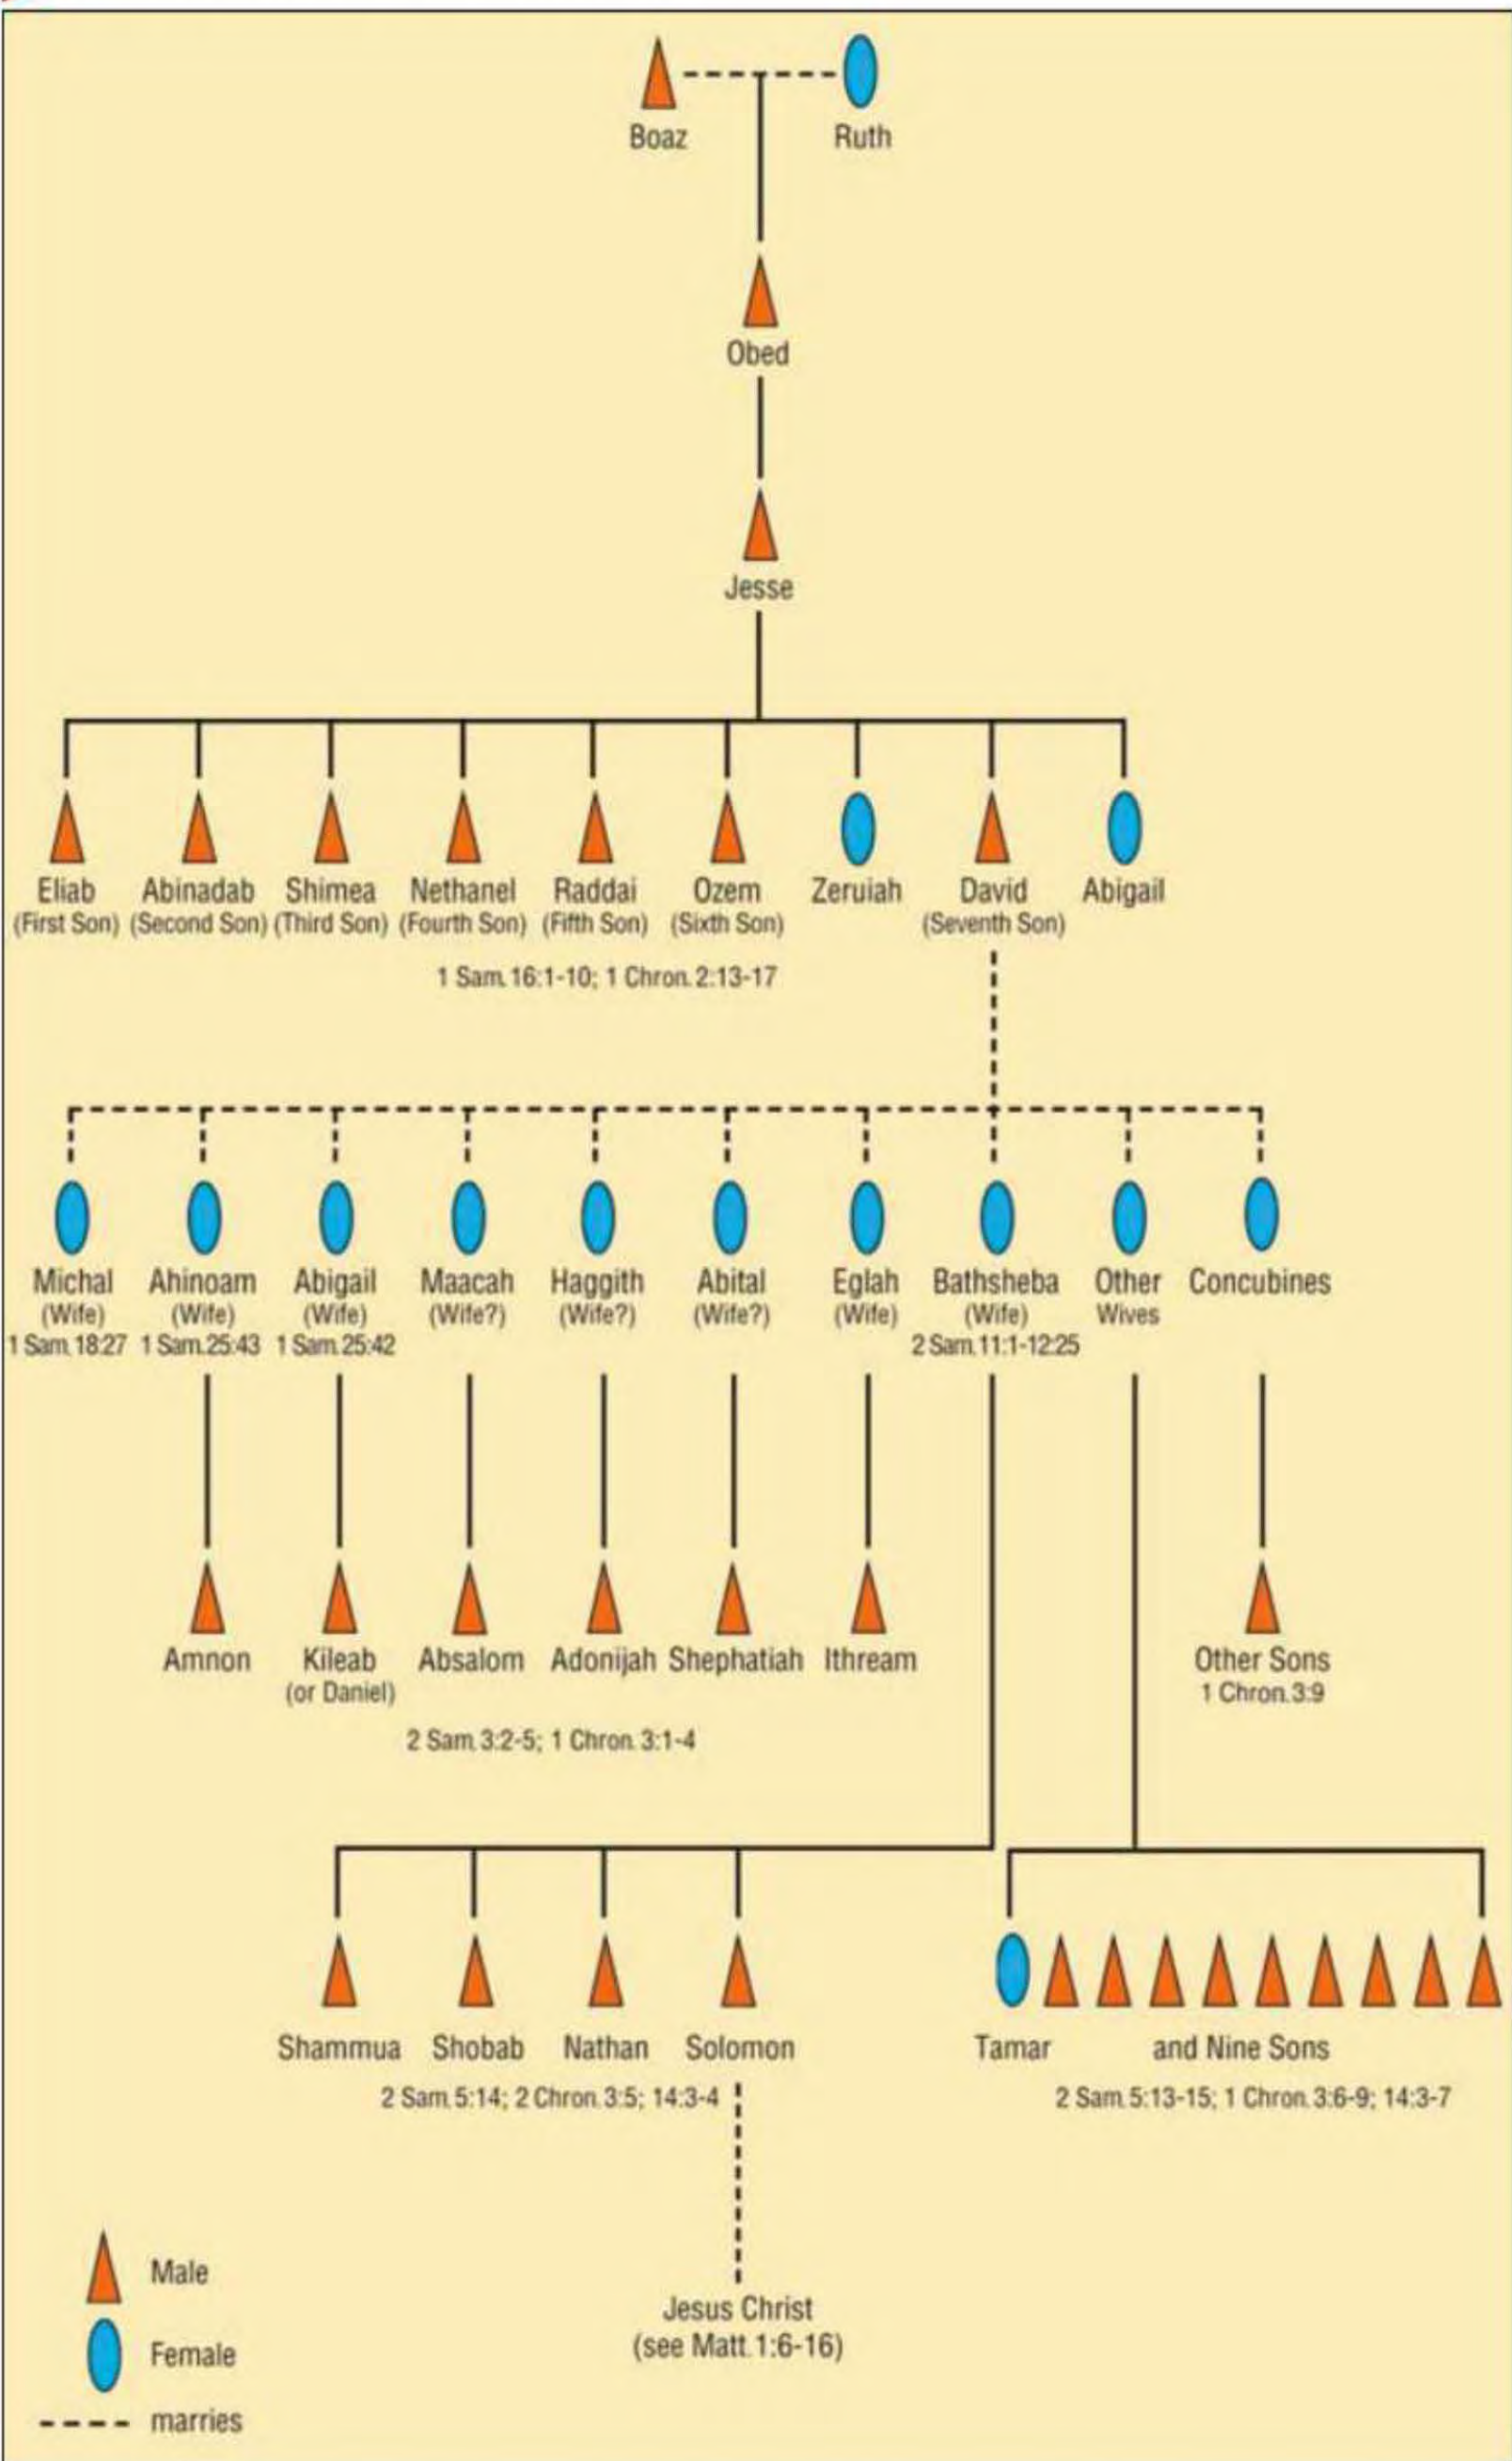 Boaz
Ruth
Obed
Jesse
Eliab
(First Son)
Abinadab
(Second Son)
Shimea
(Third Son)
Nethanel
(Fourth Son)
Raddai
(Fifth Son)
Ozem
(Sixth Son)
Zeruiah
David
(Seventh Son)
Abigail
1 Sam. 16:1-10; 1 Chron. 2:13-17
Michal
(Wife)
1 Sam. 18:27
Ahinoam
(Wife)
1 Sam. 25:43
Abigail
(Wife)
1 Sam. 25:42
Maacah
(Wife?)
Haggith
(Wife?)
Abital
(Wife?)
Eglah
(Wife)
Bathsheba
(Wife)
2 Sam. 11:1-12:25
Other
Wives
Concubines
Amnon
Kileab
(or Daniel)
Absalom
Adonijah
Shephatiah
Ithream
Other Sons
1 Chron. 3:9
2 Sam. 3:2-5; 1 Chron. 3:1-4
Shammua
Shobab
Nathan
Solomon
2 Sam. 5:14; 2 Chron. 3:5; 14:3-4
Tamar
and Nine Sons
2 Sam. 5:13-15; 1 Chron. 3:6-9; 14:3-7
Jesus Christ
(see Matt. 1:6-16)
Male
Female
marries